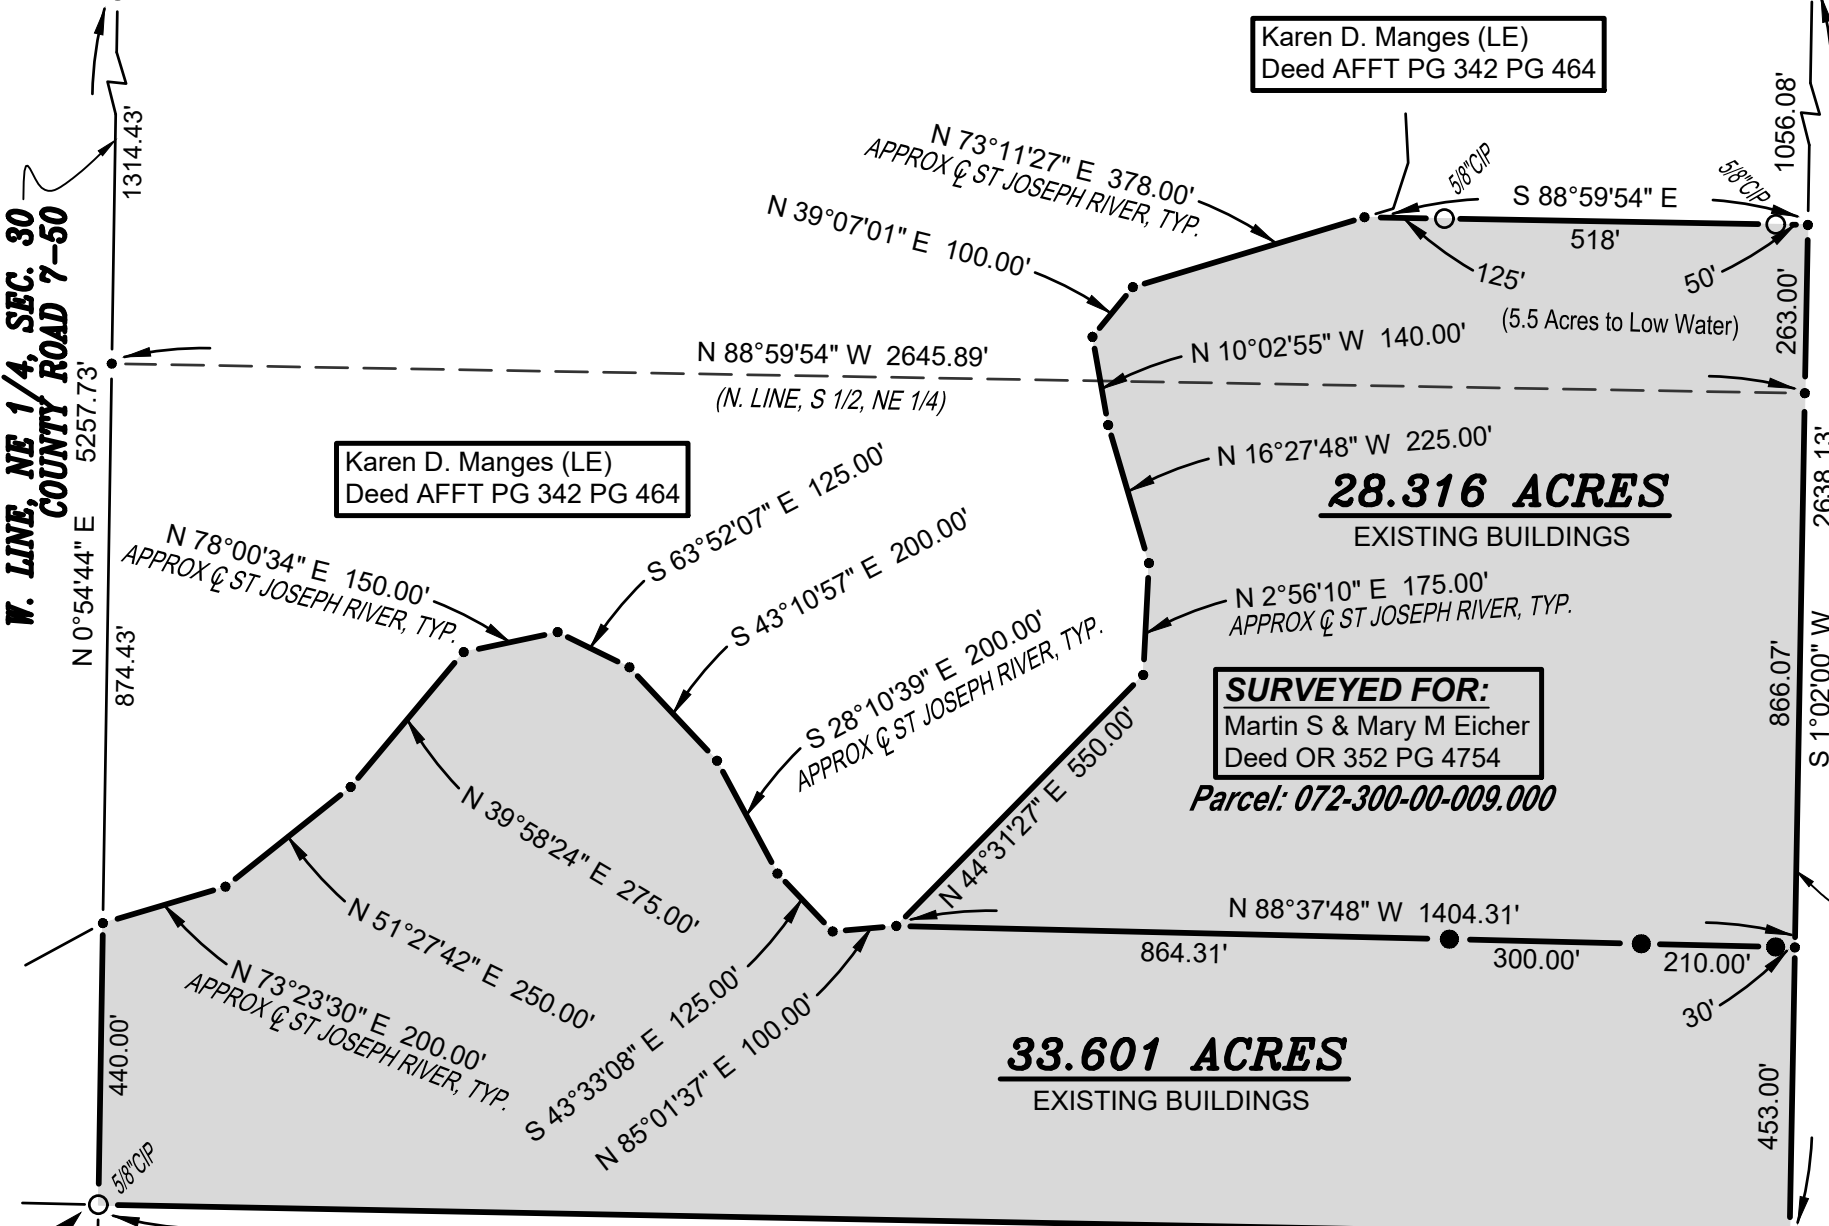 Karen D. Manges (LE)
Deed AFFT PG 342 PG 464
1314.43'
1056.08'
N 73°11'27" E 378.00'
APPROX ℄ ST JOSEPH RIVER, TYP.
5/8"CIP
5/8"CIP
S 88°59'54" E
518'
N 39°07'01" E 100.00'
125'
50'
(5.5 Acres to Low Water)
263.00'
W. LINE, NE 1/4, SEC. 30
COUNTY ROAD 7-50
N 0°54'44" E 5257.73'
N 88°59'54" W 2645.89'
(N. LINE, S 1/2, NE 1/4)
N 10°02'55" W 140.00'
Karen D. Manges (LE)
Deed AFFT PG 342 PG 464
S 63°52'07" E 125.00'
N 16°27'48" W 225.00'
28.316 ACRES
EXISTING BUILDINGS
S 1°02'00" W 2638.13'
N 78°00'34" E 150.00'
APPROX ℄ ST JOSEPH RIVER, TYP.
S 43°10'57" E 200.00'
N 2°56'10" E 175.00'
APPROX ℄ ST JOSEPH RIVER, TYP.
874.43'
S 28°10'39" E 200.00'
APPROX ℄ ST JOSEPH RIVER, TYP.
866.07'
SURVEYED FOR:
Martin S & Mary M Eicher
Deed OR 352 PG 4754
Parcel: 072-300-00-009.000
N 44°31'27" E 550.00'
N 39°58'24" E 275.00'
N 51°27'42" E 250.00'
N 88°37'48" W 1404.31'
864.31'
300.00'
210.00'
30'
N 73°23'30" E 200.00'
APPROX ℄ ST JOSEPH RIVER, TYP.
S 43°33'08" E 125.00'
N 85°01'37" E 100.00'
440.00'
33.601 ACRES
EXISTING BUILDINGS
453.00'
5/8"CIP